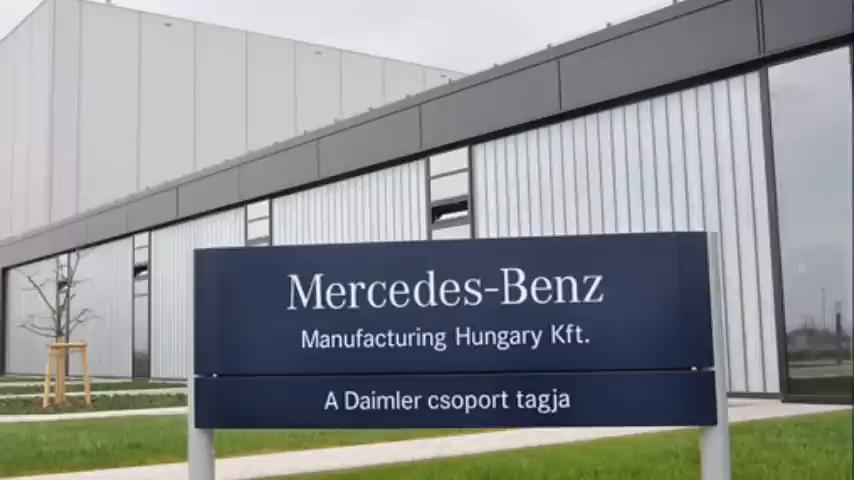 Mercedes-Benz
Manufacturing Hungary Kft.
A Daimler csoport tagja